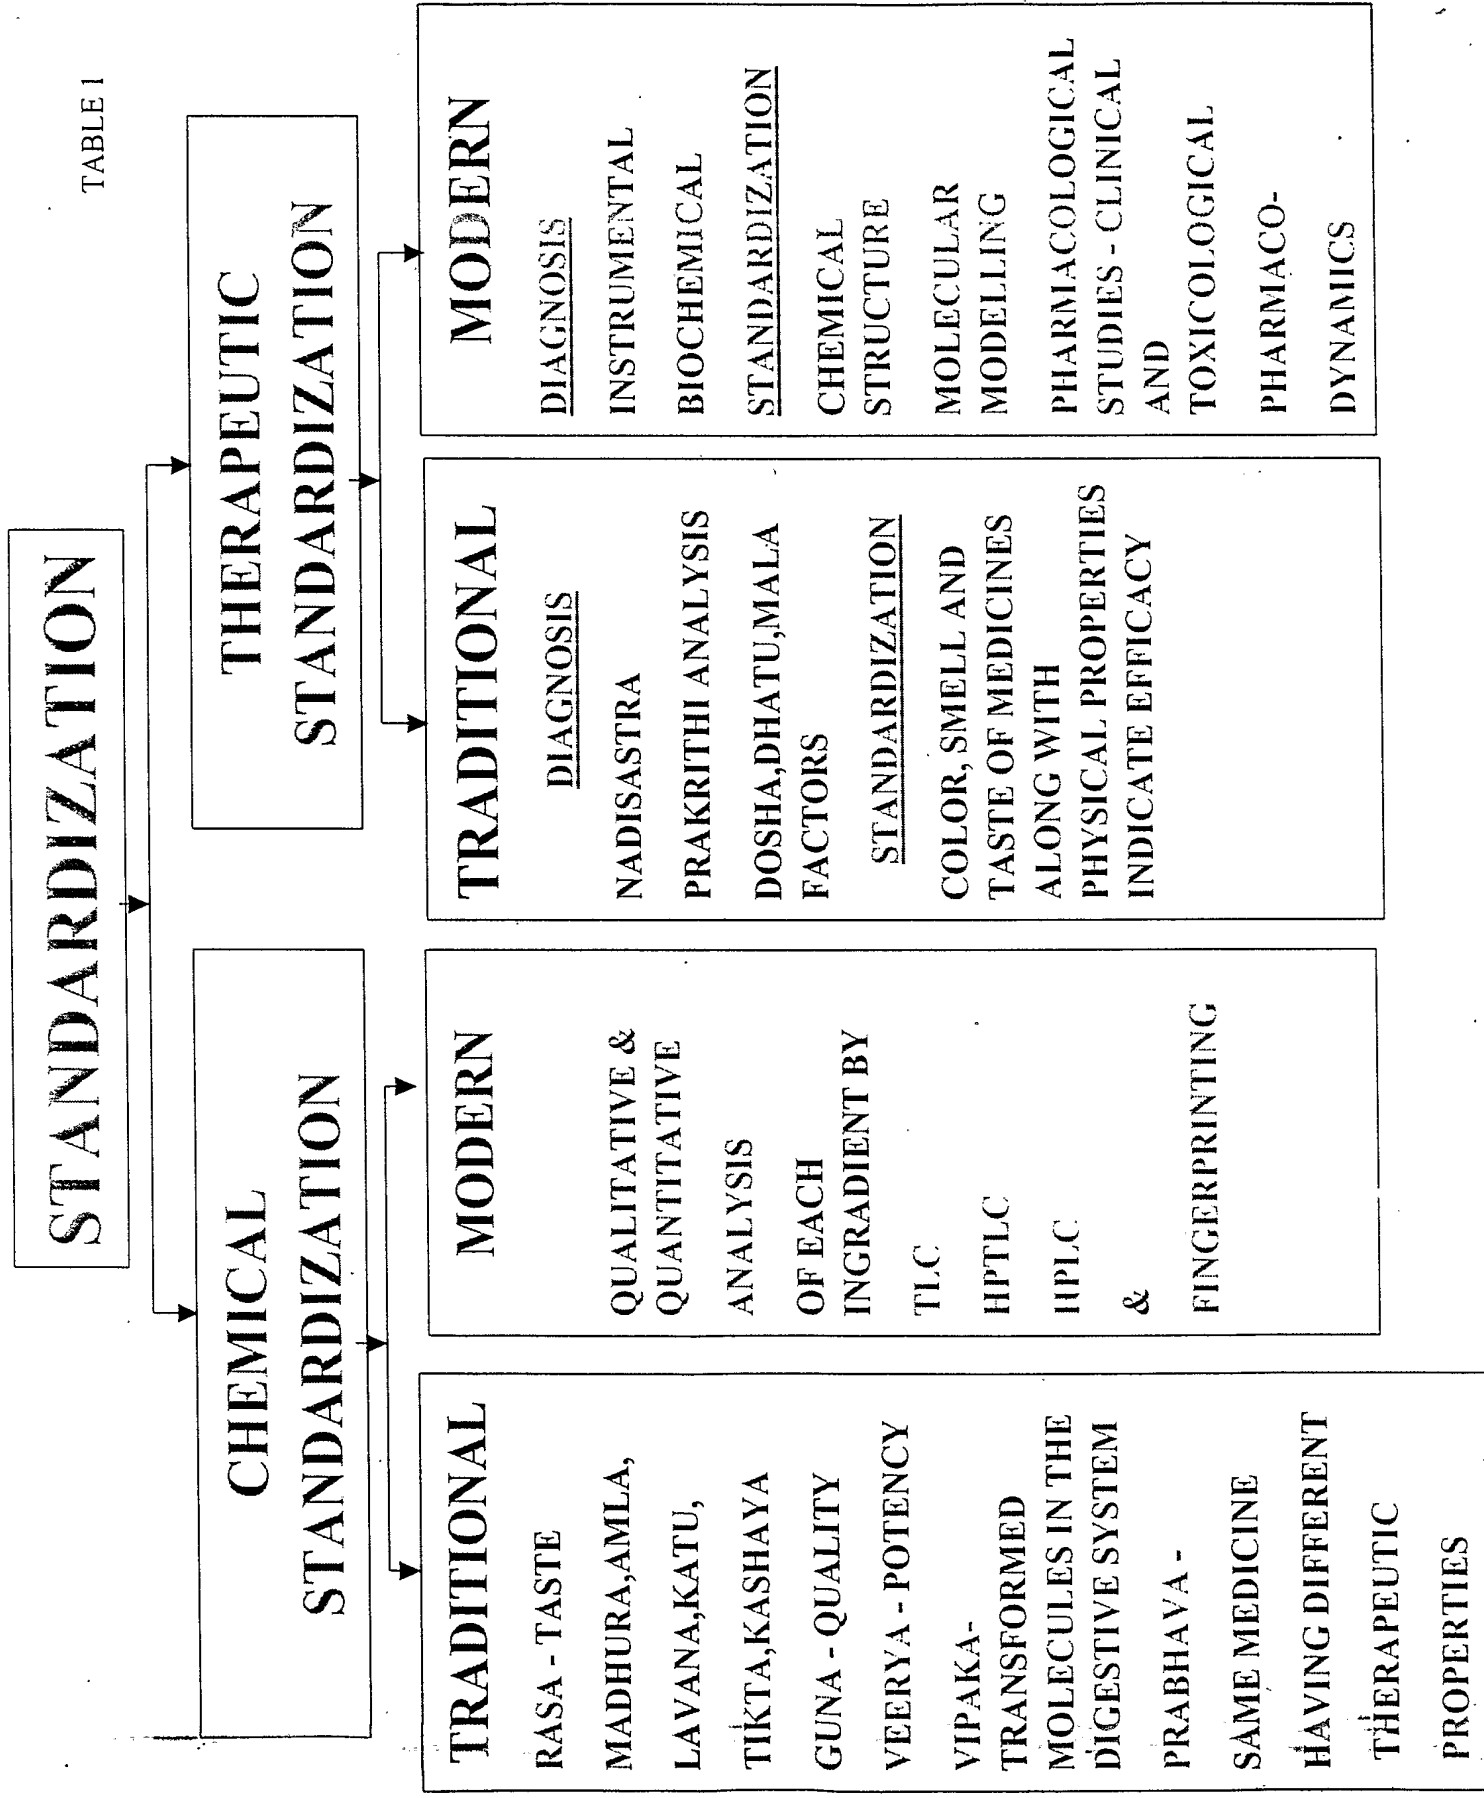 TABLE 1
STANDARDIZATION
CHEMICAL
STANDARDIZATION
THERAPEUTIC
STANDARDIZATION
TRADITIONAL
RASA - TASTE
MADHURA,AMLA,
LAVANA,KATU,
TIKTA,KASHAYA
GUNA - QUALITY
VEERYA - POTENCY
VIPAKA-
TRANSFORMED
MOLECULES IN THE
DIGESTIVE SYSTEM
PRABHAVA -
SAME MEDICINE
HAVING DIFFERENT
THERAPEUTIC
PROPERTIES
MODERN
QUALITATIVE &
QUANTITATIVE
ANALYSIS
OF EACH
INGRADIENT BY
TLC
HPTLC
HPLC
&
FINGERPRINTING
TRADITIONAL
DIAGNOSIS
NADISASTRA
PRAKRITHI ANALYSIS
DOSHA,DHATU,MALA
FACTORS
STANDARDIZATION
COLOR, SMELL AND
TASTE OF MEDICINES
ALONG WITH
PHYSICAL PROPERTIES
INDICATE EFFICACY
MODERN
DIAGNOSIS
INSTRUMENTAL
BIOCHEMICAL
STANDARDIZATION
CHEMICAL
STRUCTURE
MOLECULAR
MODELLING
PHARMACOLOGICAL
STUDIES - CLINICAL
AND
TOXICOLOGICAL
PHARMACO-
DYNAMICS